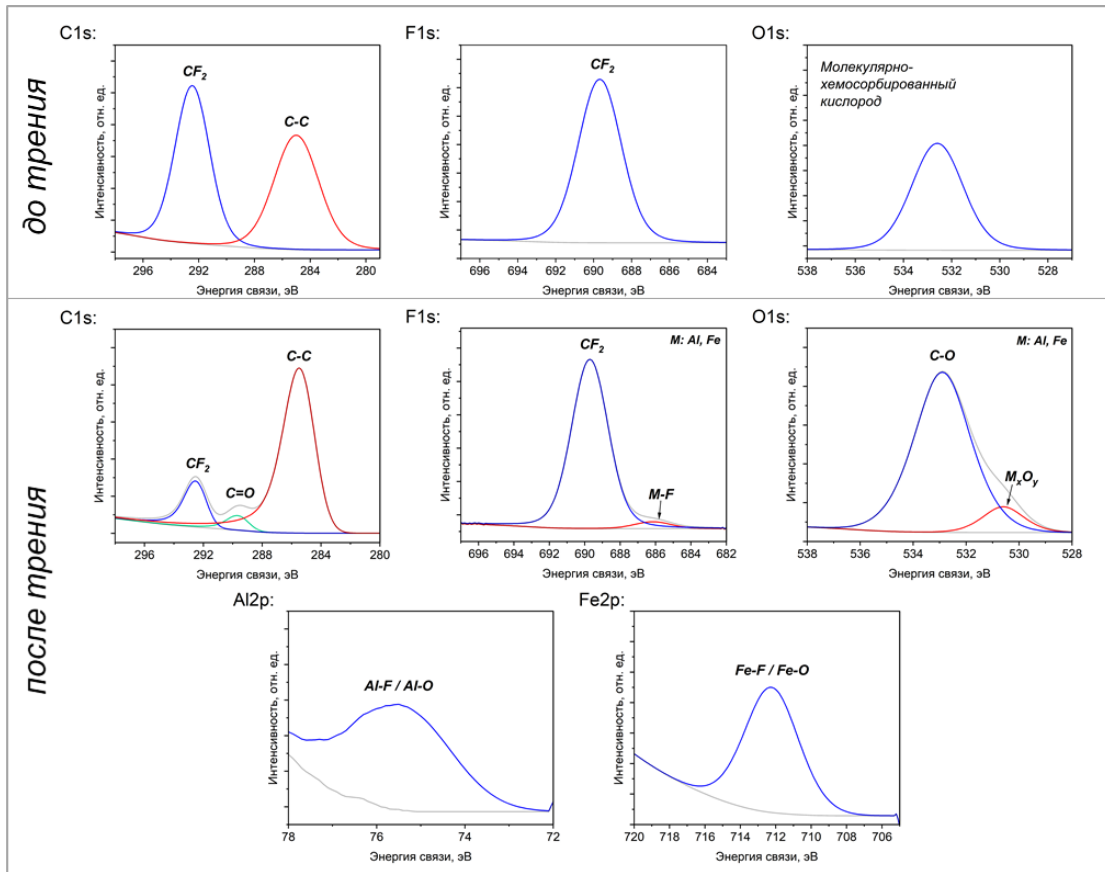 до трения
C1s:
CF2
C-C
Интенсивность, отн. ед.
296 292 288 284 280
Энергия связи, эВ
F1s:
CF2
Интенсивность, отн. ед.
696 694 692 690 688 686 684
Энергия связи, эВ
O1s:
Молекулярно-
хемосорбированный
кислород
Интенсивность, отн. ед.
538 536 534 532 530 528
Энергия связи, эВ
после трения
C1s:
C-C
CF2
C=O
Интенсивность, отн. ед.
296 292 288 284 280
Энергия связи, эВ
F1s:
M: Al, Fe
CF2
M-F
Интенсивность, отн. ед.
696 694 692 690 688 686 684 682
Энергия связи, эВ
O1s:
M: Al, Fe
C-O
MxOy
Интенсивность, отн. ед.
538 536 534 532 530 528
Энергия связи, эВ
Al2p:
Al-F / Al-O
Интенсивность, отн. ед.
78 76 74 72
Энергия связи, эВ
Fe2p:
Fe-F / Fe-O
Интенсивность, отн. ед.
720 718 716 714 712 710 708 706
Энергия связи, эВ